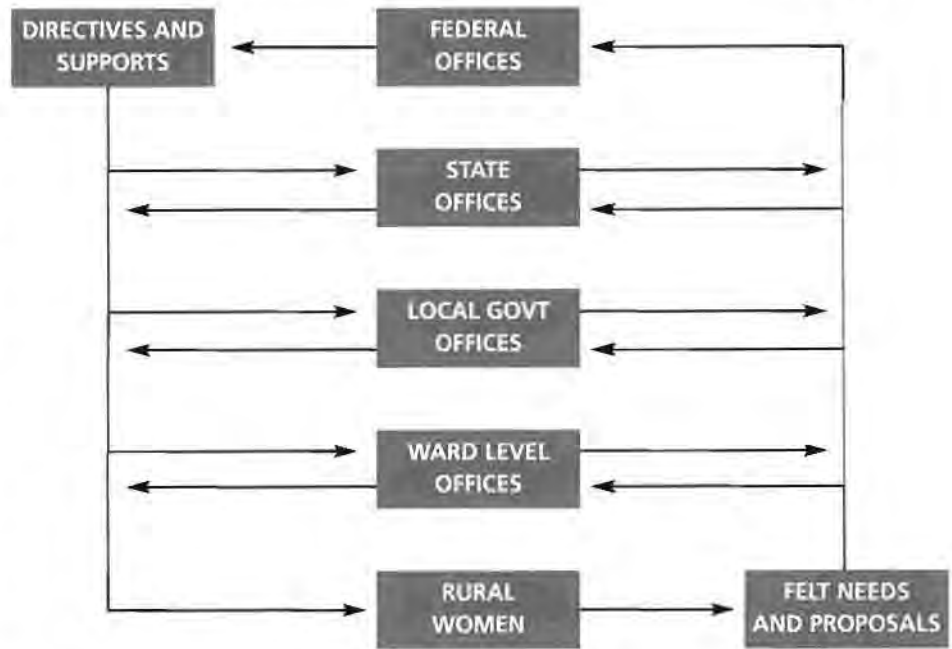 DIRECTIVES AND
SUPPORTS
FEDERAL
OFFICES
STATE
OFFICES
LOCAL GOVT
OFFICES
WARD LEVEL
OFFICES
RURAL
WOMEN
FELT NEEDS
AND PROPOSALS